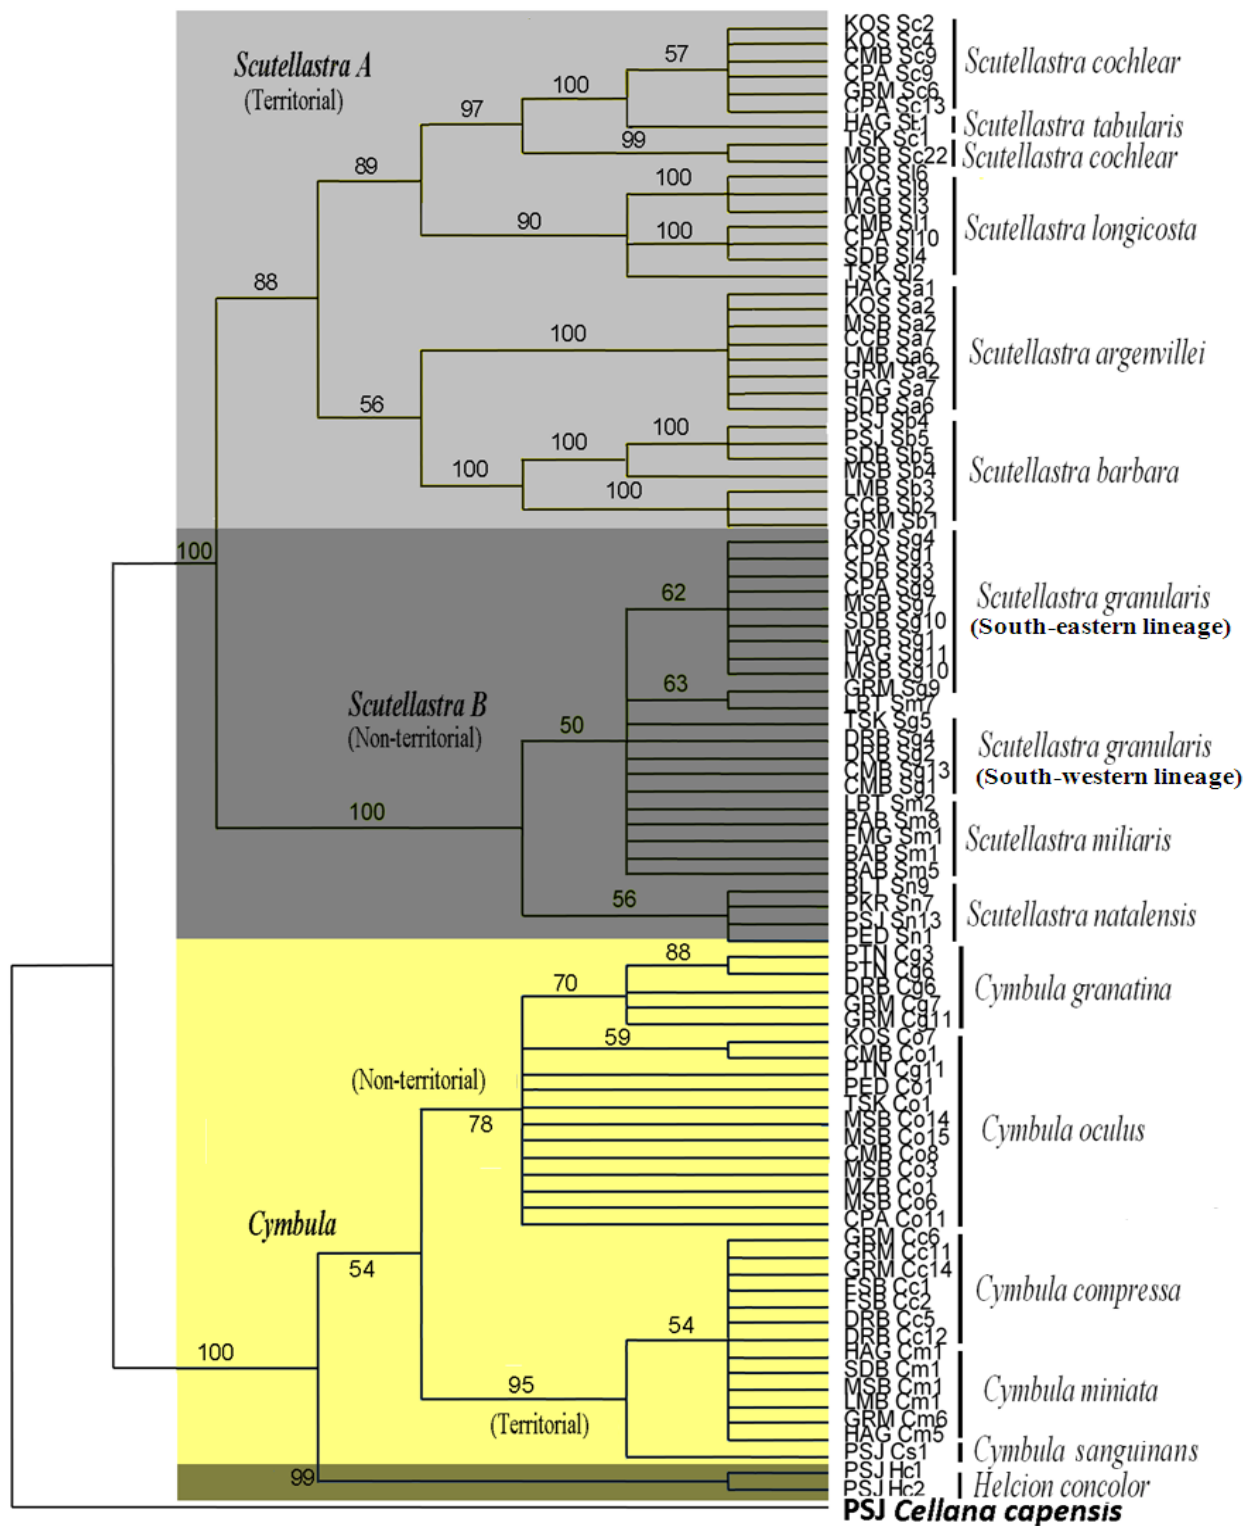 Scutellastra A
(Territorial)
57
100
97
99
89
100
90
100
88
100
56
100
100
100
100
100
62
63
Scutellastra B
(Non-territorial)
50
100
56
88
70
59
(Non-territorial)
78
Cymbula
54
100
54
95
(Territorial)
99
KOS Sc2
KOS Sc4
CMB Sc9
CPA Sc9
GRM Sc6
CPA Sc13
HAG St1
TSK Sc1
MSB Sc22
KOS Sl6
HAG Sl9
MSB Sl3
CMB Sl1
CPA Sl10
SDB Sl4
TSK Sl2
HAG Sa1
KOS Sa2
MSB Sa2
CCB Sa7
LMB Sa6
GRM Sa2
HAG Sa7
SDB Sa6
PSJ Sb4
PSJ Sb5
SDB Sb5
MSB Sb4
LMB Sb3
CCB Sb2
GRM Sb1
KOS Sg4
CPA Sg1
SDB Sg3
CPA Sg9
MSB Sg7
SDB Sg10
MSB Sg1
HAG Sg11
MSB Sg10
GRM Sg9
LBT Sm7
TSK Sg5
DRB Sg4
DRB Sg2
CMB Sg13
CMB Sg1
LBT Sm2
BAB Sm8
FMG Sm1
BAB Sm1
BAB Sm5
BLT Sn9
PKR Sn7
PSJ Sn13
PED Sn1
PTN Cg3
PTN Cg6
DRB Cg6
GRM Cg7
GRM Cg11
KOS Co7
CMB Co1
PTN Cg11
PED Co1
TSK Co1
MSB Co14
MSB Co15
CMB Co8
MSB Co3
MZB Co1
MSB Co6
CPA Co11
GRM Cc6
GRM Cc11
GRM Cc14
FSB Cc1
FSB Cc2
DRB Cc5
DRB Cc12
HAG Cm1
SDB Cm1
MSB Cm1
LMB Cm1
GRM Cm6
HAG Cm5
PSJ Cs1
PSJ Hc1
PSJ Hc2
PSJ Cellana capensis
Scutellastra cochlear
Scutellastra tabularis
Scutellastra cochlear
Scutellastra longicosta
Scutellastra argenvillei
Scutellastra barbara
Scutellastra granularis
(South-eastern lineage)
Scutellastra granularis
(South-western lineage)
Scutellastra miliaris
Scutellastra natalensis
Cymbula granatina
Cymbula oculus
Cymbula compressa
Cymbula miniata
Cymbula sanguinans
Helcion concolor